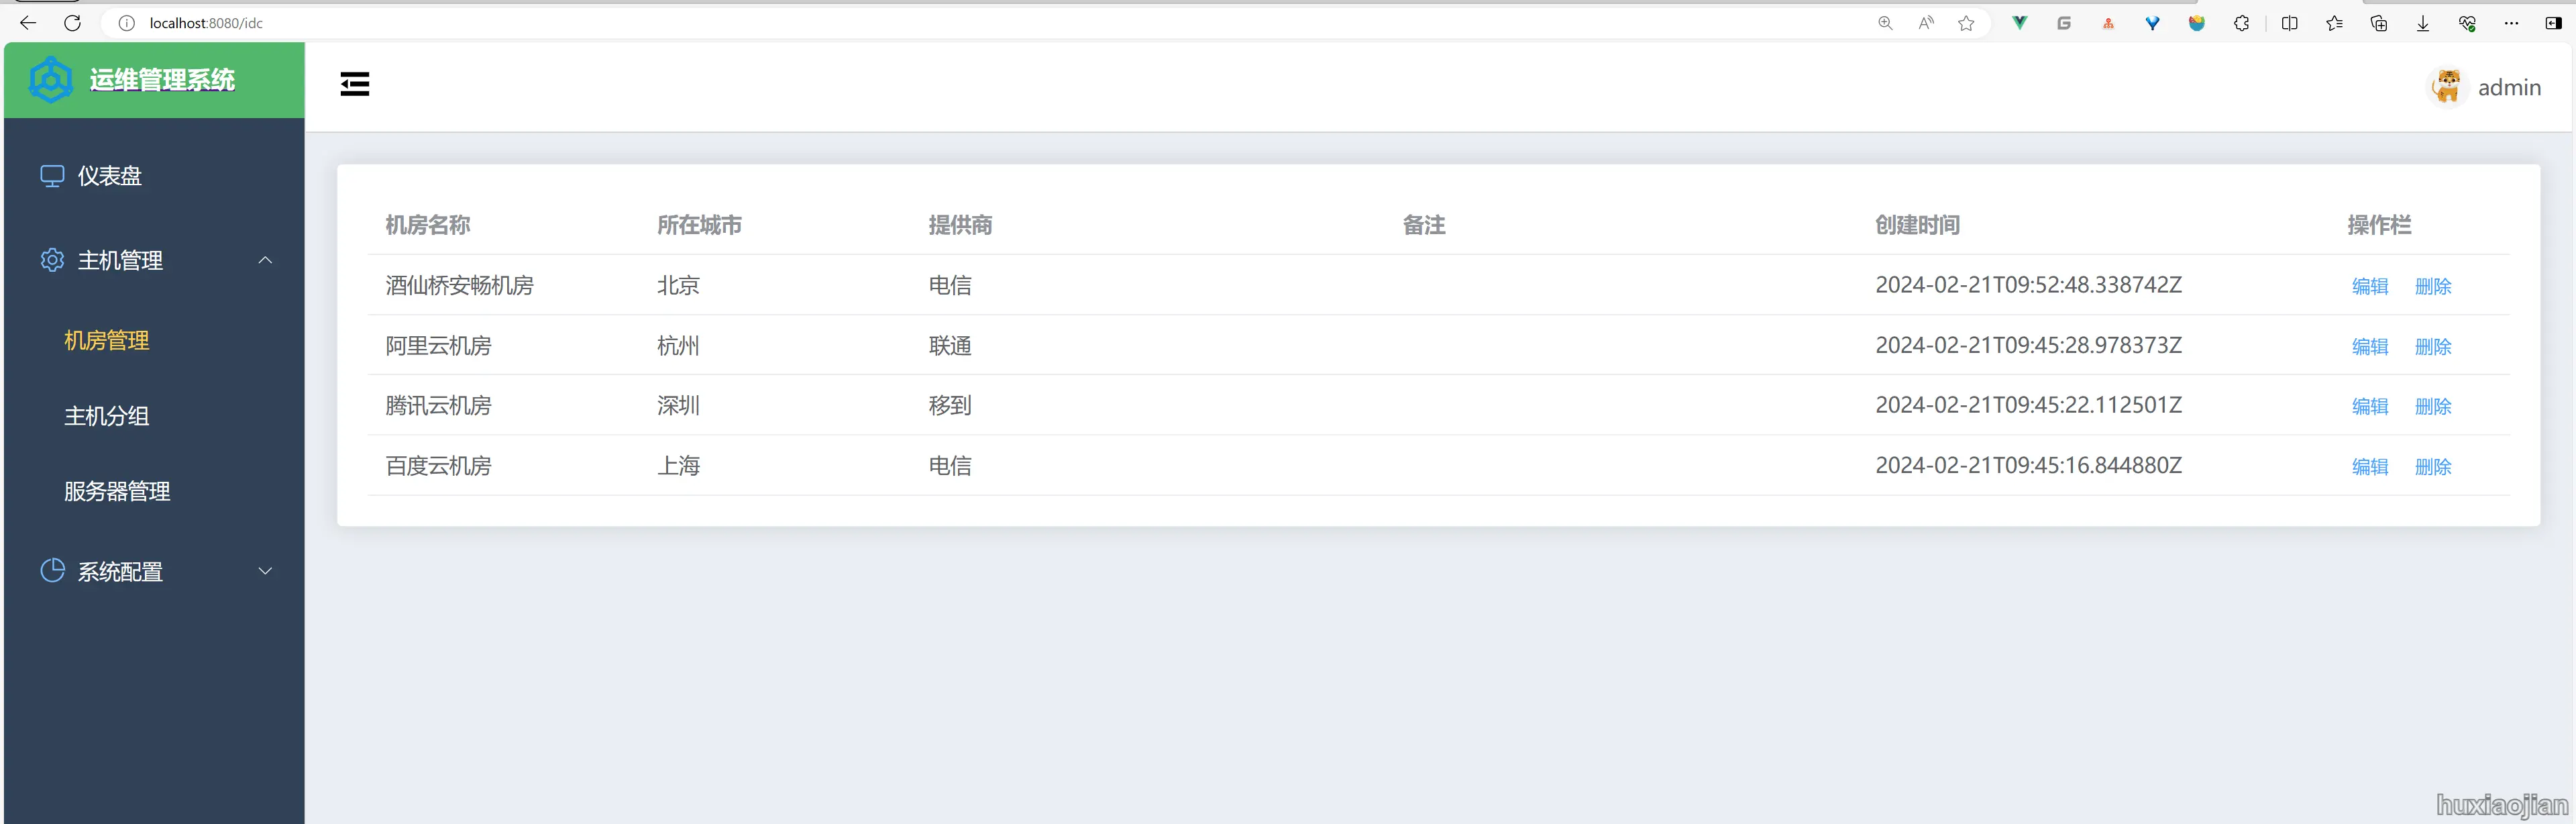 localhost:8080/idc
运维管理系统
admin
仪表盘
主机管理
机房管理
主机分组
服务器管理
系统配置
机房名称 所在城市 提供商 备注 创建时间 操作栏
酒仙桥安畅机房 北京 电信 2024-02-21T09:52:48.338742Z 编辑 删除
阿里云机房 杭州 联通 2024-02-21T09:45:28.978373Z 编辑 删除
腾讯云机房 深圳 移到 2024-02-21T09:45:22.112501Z 编辑 删除
百度云机房 上海 电信 2024-02-21T09:45:16.844880Z 编辑 删除
huxiaojian